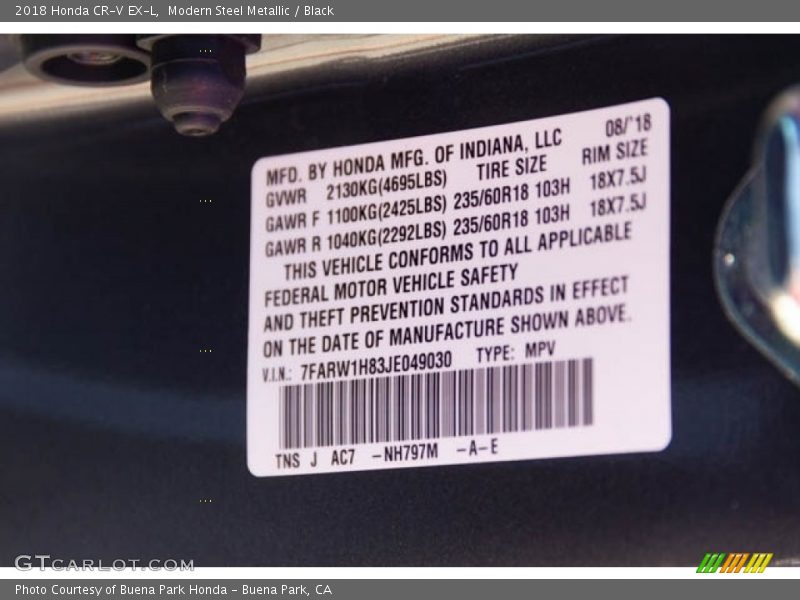 2018 Honda CR-V EX-L, Modern Steel Metallic / Black
MFD. BY HONDA MFG. OF INDIANA, LLC 08/'18
GVWR 2130KG(4695LBS) TIRE SIZE RIM SIZE
GAWR F 1100KG(2425LBS) 235/60R18 103H 18X7.5J
GAWR R 1040KG(2292LBS) 235/60R18 103H 18X7.5J
THIS VEHICLE CONFORMS TO ALL APPLICABLE
FEDERAL MOTOR VEHICLE SAFETY
AND THEFT PREVENTION STANDARDS IN EFFECT
ON THE DATE OF MANUFACTURE SHOWN ABOVE.
V.I.N.: 7FARW1H83JE049030 TYPE: MPV
TNS J AC7 -NH797M -A-E
GTCARLOT.COM
Photo Courtesy of Buena Park Honda - Buena Park, CA